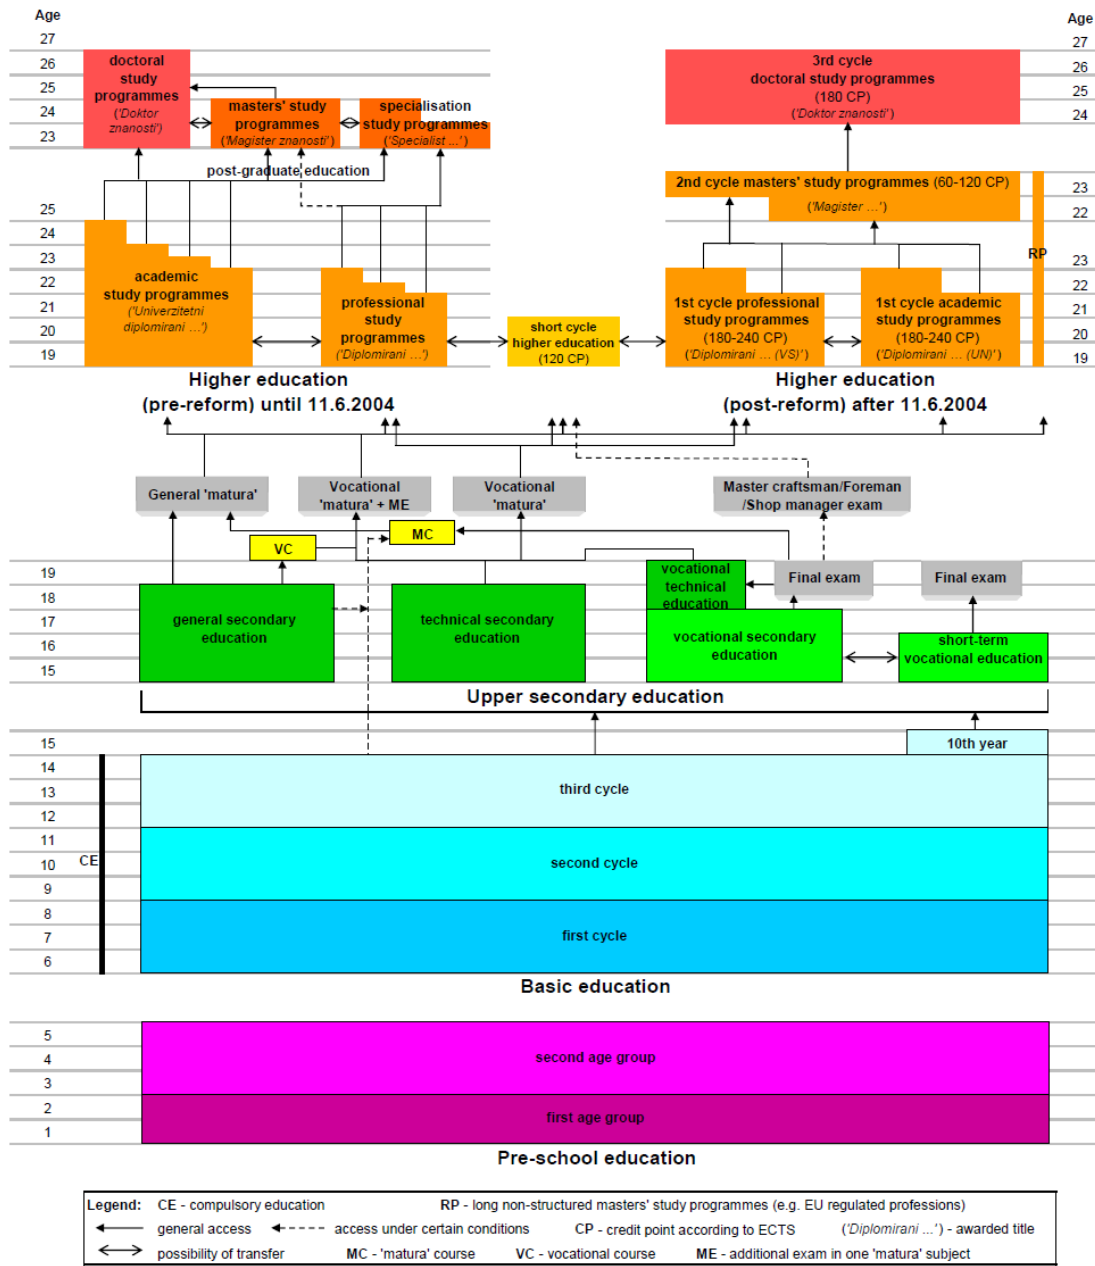 Age
Age
27
26
25
24
23
25
24
23
22
21
20
19
27
26
25
24
23
22
23
22
21
20
19
doctoral
study
programmes
('Doktor
znanosti')
masters' study
programmes
('Magister znanosti')
specialisation
study programmes
('Specialist ...')
post-graduate education
academic
study programmes
('Univerzitetni
diplomirani ...')
professional
study
programmes
('Diplomirani ...')
short cycle
higher education
(120 CP)
3rd cycle
doctoral study programmes
(180 CP)
('Doktor znanosti')
2nd cycle masters' study programmes (60-120 CP)
('Magister ...')
RP
1st cycle professional
study programmes
(180-240 CP)
('Diplomirani ... (VS)'
1st cycle academic
study programmes
(180-240 CP)
('Diplomirani ... (UN)'
Higher education
(pre-reform) until 11.6.2004
Higher education
(post-reform) after 11.6.2004
General 'matura'
Vocational
'matura' + ME
Vocational
'matura'
Master craftsman/Foreman
/Shop manager exam
VC
MC
19
18
17
16
15
general secondary
education
technical secondary
education
vocational
technical
education
vocational secondary
education
Final exam
Final exam
short-term
vocational education
Upper secondary education
15
14
13
12
11
10
9
8
7
6
CE
10th year
third cycle
second cycle
first cycle
Basic education
5
4
3
2
1
second age group
first age group
Pre-school education
Legend: CE - compulsory education RP - long non-structured masters' study programmes (e.g. EU regulated professions)
general access access under certain conditions CP - credit point according to ECTS ('Diplomirani ...') - awarded title
possibility of transfer MC - 'matura' course VC - vocational course ME - additional exam in one 'matura' subject